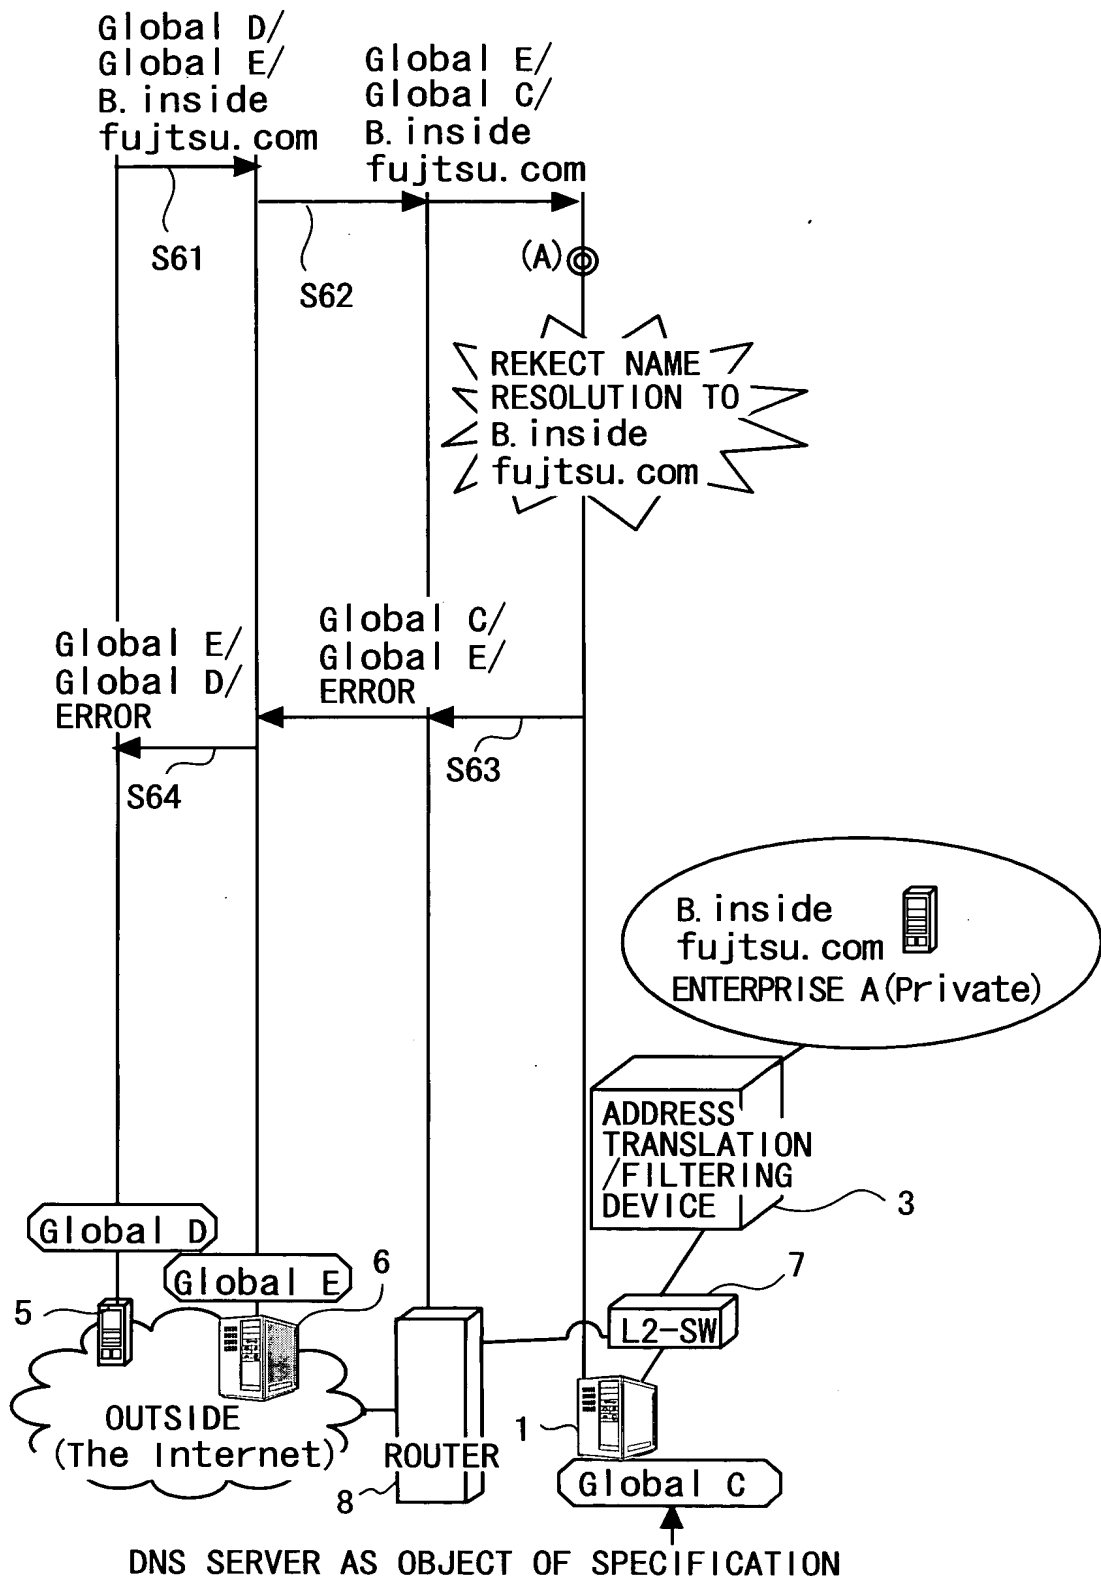 Global D/
Global E/
B. inside
fujtsu.com
Global E/
Global C/
B. inside
fujtsu.com
S61
S62
(A)
REKECT NAME
RESOLUTION TO
B. inside
fujtsu.com
Global C/
Global E/
ERROR
Global E/
Global D/
ERROR
S63
S64
B. inside
fujtsu.com
ENTERPRISE A(Private)
ADDRESS
TRANSLATION
/FILTERING
DEVICE
3
Global D
Global E
6
7
5
L2-SW
OUTSIDE
(The Internet)
ROUTER
1
8
Global C
DNS SERVER AS OBJECT OF SPECIFICATION